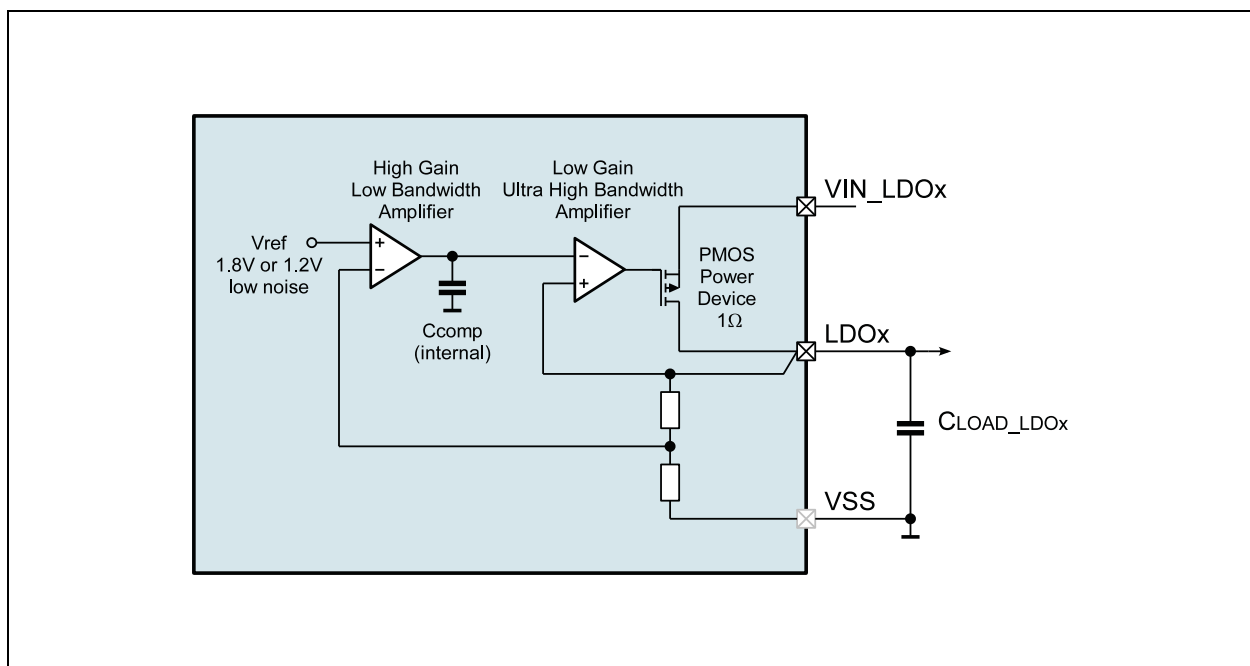 High Gain
Low Bandwidth
Amplifier
Low Gain
Ultra High Bandwidth
Amplifier
VIN_LDOx
Vref
1.8V or 1.2V
low noise
+
−
−
+
PMOS
Power
Device
1Ω
Ccomp
(internal)
LDOx
CLOAD_LDOx
VSS